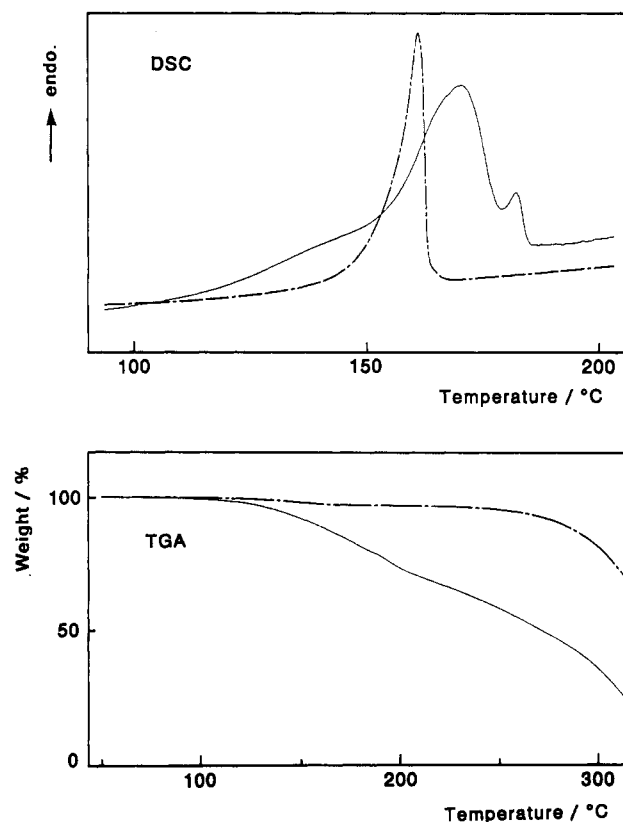 endo.
DSC
100
150
200
Temperature / °C
Weight / %
100
TGA
50
0
100
200
300
Temperature / °C